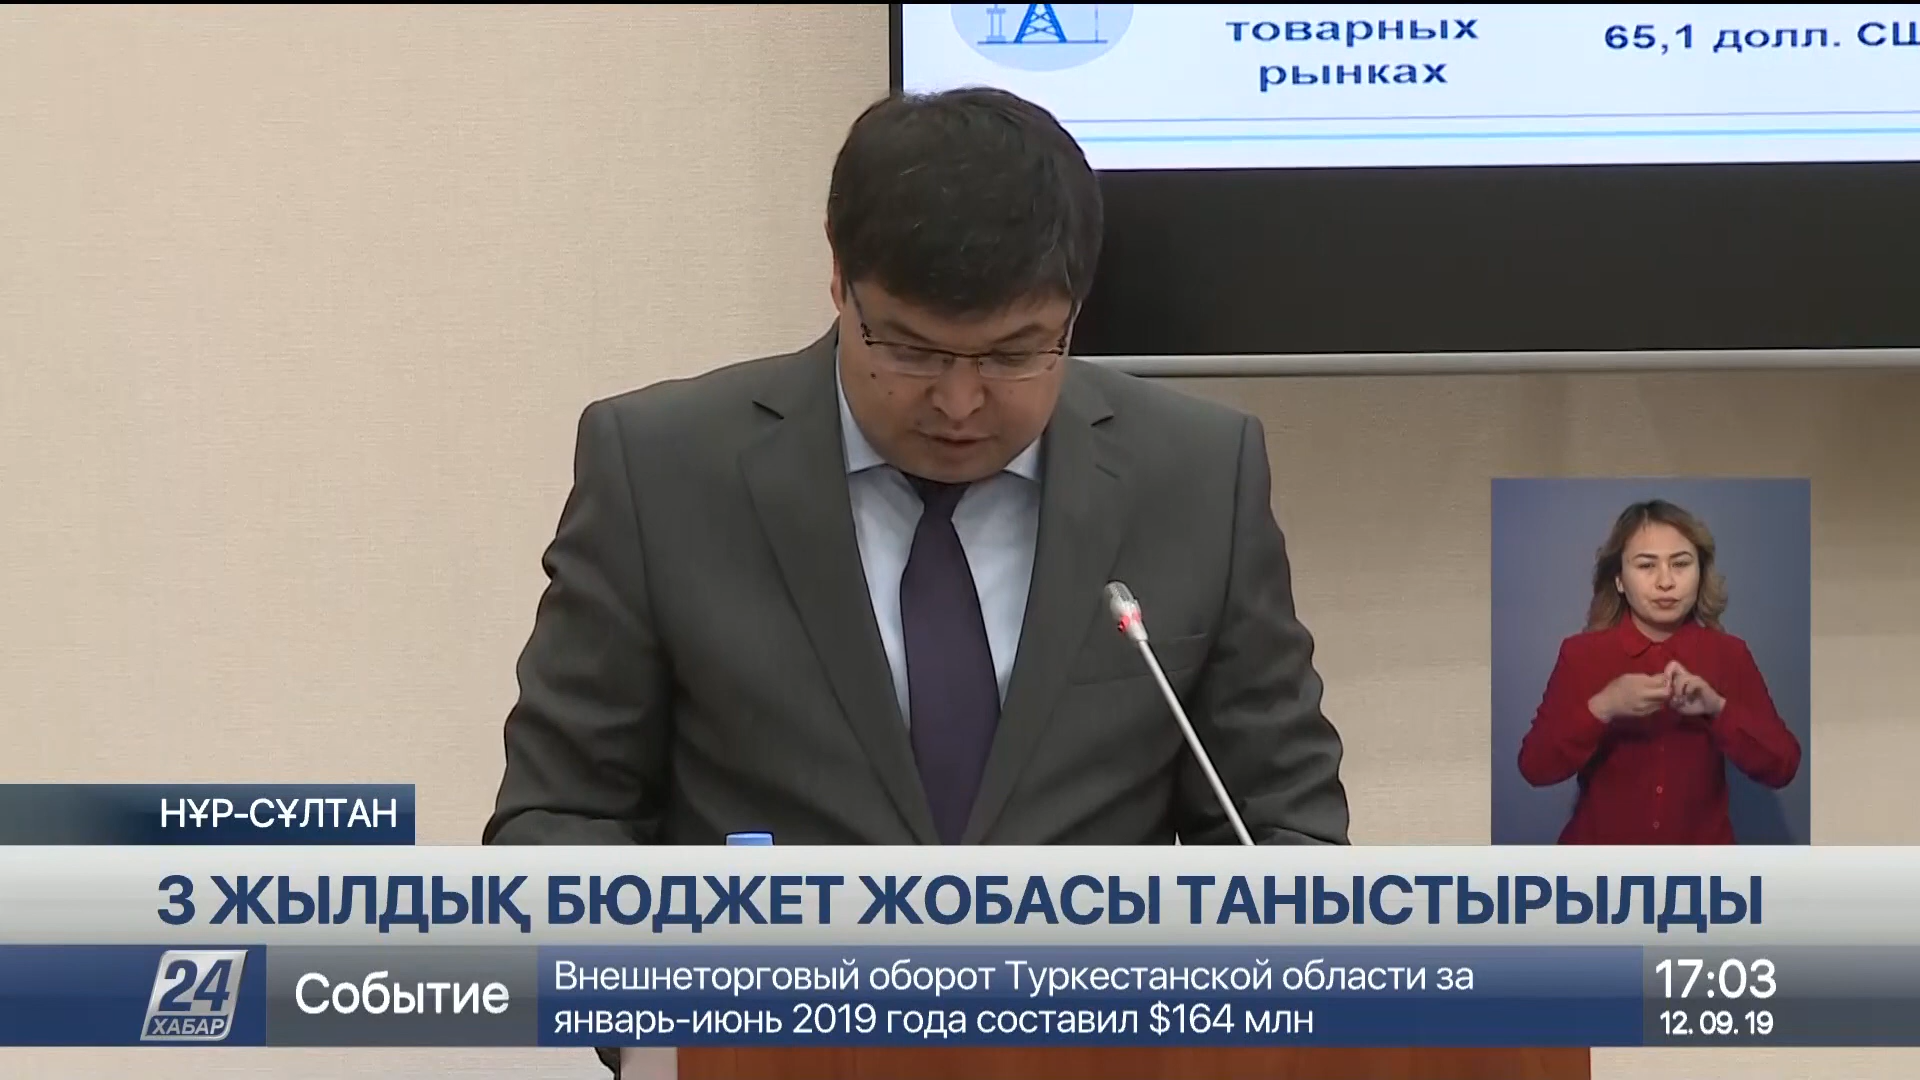 товарных
рынках
65,1 долл.
НҰР-СҰЛТАН
3 ЖЫЛДЫҚ БЮДЖЕТ ЖОБАСЫ ТАНЫСТЫРЫЛДЫ
24
ХАБАР
Событие
Внешнеторговый оборот Туркестанской области за
январь-июнь 2019 года составил $164 млн
17:03
12. 09. 19